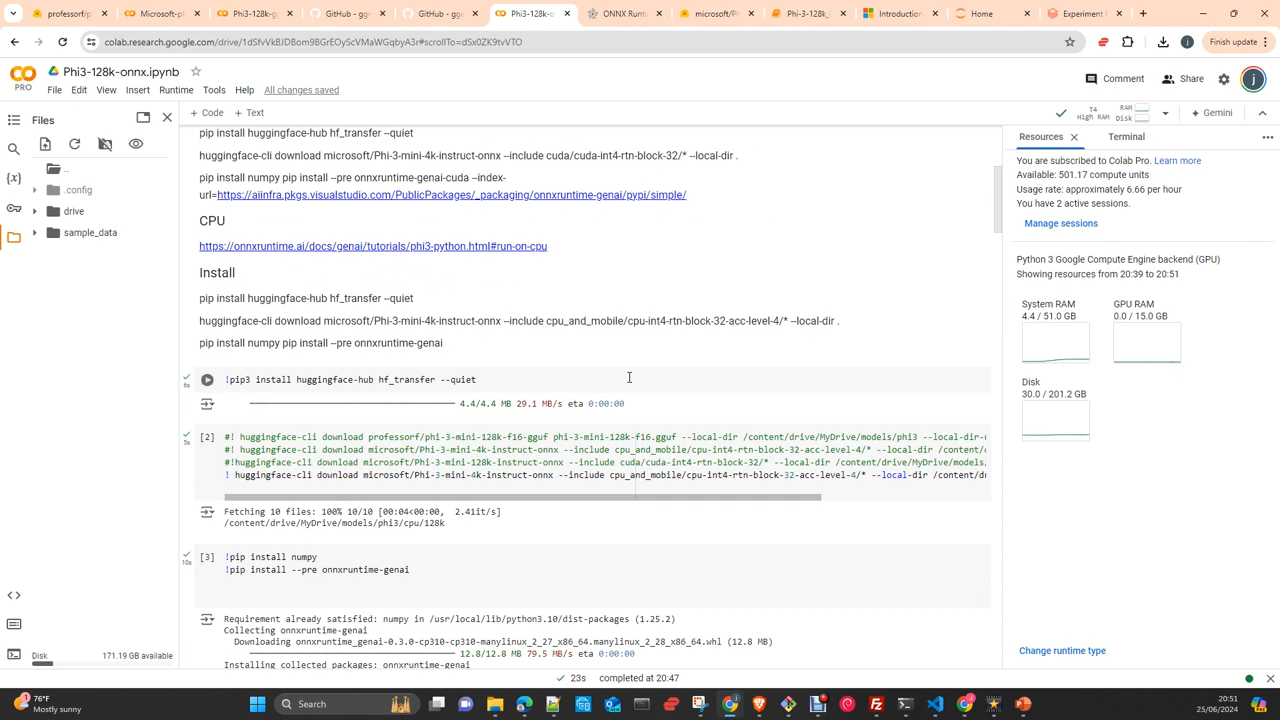 professorf/p
Microsoft-ph
Phi3-128k-gg
GitHub - gge
GitHub - gge
Phi3-128k-o
ONNX Runti
microsoft/Ph
Phi3-128k_
Introduction
Home
Experiment l
colab.research.google.com/drive/1dSfvVkBJDBom9BGrEOyScVMaWGqbyA3r#scrollTo=dSx0ZK9tvVTO
Finish update
Phi3-128k-onnx.ipynb
PRO
File Edit View Insert Runtime Tools Help All changes saved
Comment Share j
Files
+ Code + Text
T4
High RAM
RAM
Disk
Gemini
..
.config
drive
sample_data
Disk 171.19 GB available
pip install huggingface-hub hf_transfer –quiet
huggingface-cli download microsoft/Phi-3-mini-4k-instruct-onnx –include cuda/cuda-int4-rtn-block-32/* –local-dir .
pip install numpy pip install –pre onnxruntime-genai-cuda –index-
url=https://aiinfra.pkgs.visualstudio.com/PublicPackages/_packaging/onnxruntime-genai/pypi/simple/
CPU
https://onnxruntime.ai/docs/genai/tutorials/phi3-python.html#run-on-cpu
Install
pip install huggingface-hub hf_transfer –quiet
huggingface-cli download microsoft/Phi-3-mini-4k-instruct-onnx –include cpu_and_mobile/cpu-int4-rtn-block-32-acc-level-4/* –local-dir .
pip install numpy pip install –pre onnxruntime-genai
6s
!pip3 install huggingface-hub hf_transfer --quiet
4.4/4.4 MB 29.1 MB/s eta 0:00:00
5s
[2] #! huggingface-cli download professorf/phi-3-mini-128k-f16-gguf phi-3-mini-128k-f16.gguf --local-dir /content/drive/MyDrive/models/phi3 --local-dir-u
#! huggingface-cli download microsoft/Phi-3-mini-4k-instruct-onnx --include cpu_and_mobile/cpu-int4-rtn-block-32-acc-level-4/* --local-dir /content/d
#!huggingface-cli download microsoft/Phi-3-mini-128k-instruct-onnx --include cuda/cuda-int4-rtn-block-32/* --local-dir /content/drive/MyDrive/models,
! huggingface-cli download microsoft/Phi-3-mini-4k-instruct-onnx --include cpu_and_mobile/cpu-int4-rtn-block-32-acc-level-4/* --local-dir /content/dr
Fetching 10 files: 100% 10/10 [00:04<00:00, 2.41it/s]
/content/drive/MyDrive/models/phi3/cpu/128k
10s
[3] !pip install numpy
!pip install --pre onnxruntime-genai
Requirement already satisfied: numpy in /usr/local/lib/python3.10/dist-packages (1.25.2)
Collecting onnxruntime-genai
Downloading onnxruntime_genai-0.3.0-cp310-cp310-manylinux_2_27_x86_64.manylinux_2_28_x86_64.whl (12.8 MB)
12.8/12.8 MB 79.5 MB/s eta 0:00:00
Installing collected packages: onnxruntime-genai
Resources Terminal
You are subscribed to Colab Pro. Learn more
Available: 501.17 compute units
Usage rate: approximately 6.66 per hour
You have 2 active sessions.
Manage sessions
Python 3 Google Compute Engine backend (GPU)
Showing resources from 20:39 to 20:51
System RAM
4.4 / 51.0 GB
GPU RAM
0.0 / 15.0 GB
Disk
30.0 / 201.2 GB
Change runtime type
23s completed at 20:47
76°F
Mostly sunny
Search
20:51
25/06/2024